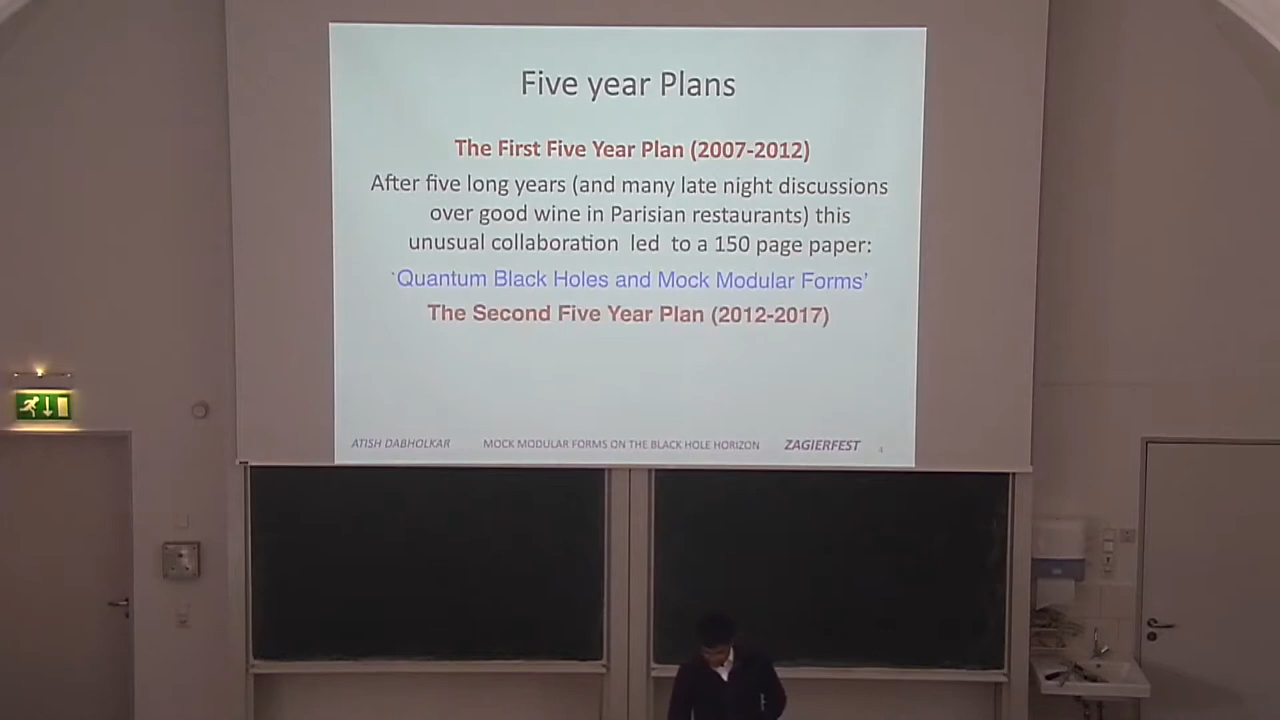 Five year Plans
The First Five Year Plan (2007-2012)
After five long years (and many late night discussions
over good wine in Parisian restaurants) this
unusual collaboration led to a 150 page paper:
‘Quantum Black Holes and Mock Modular Forms’
The Second Five Year Plan (2012-2017)
ATISH DABHOLKAR MOCK MODULAR FORMS ON THE BLACK HOLE HORIZON ZAGIERFEST